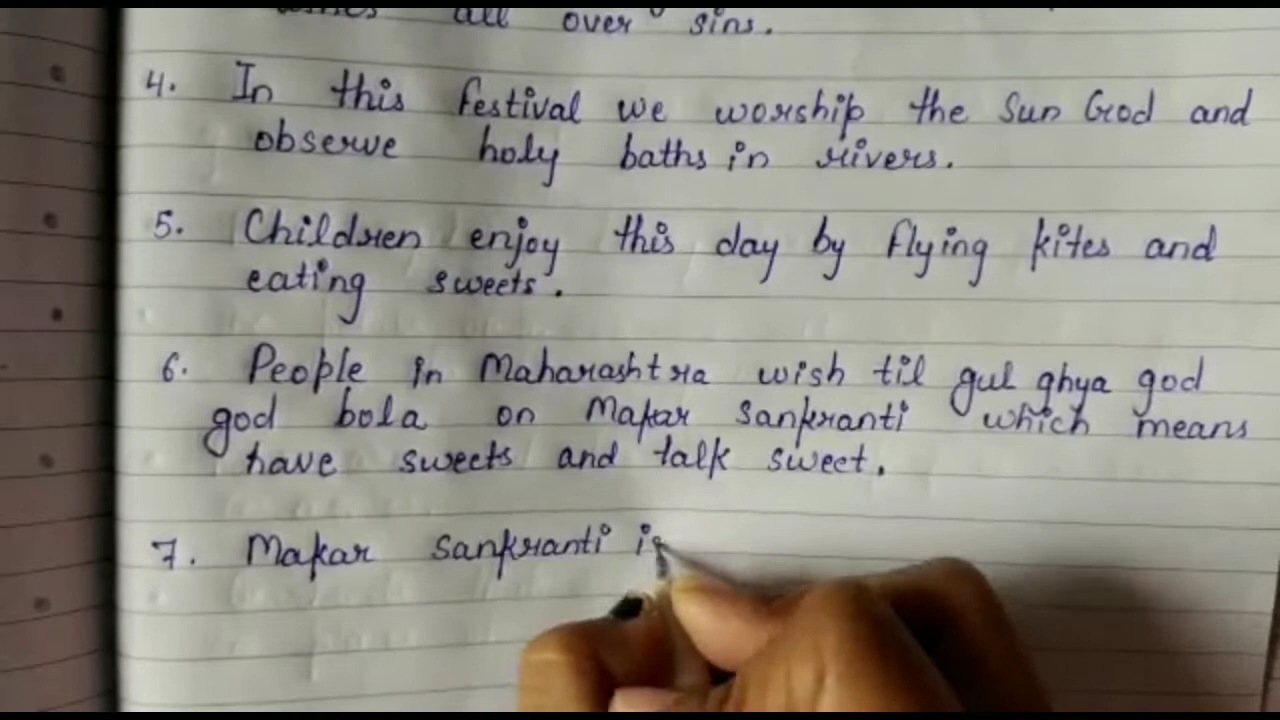 all over sins.
4. In this festival we worship the Sun God and
observe holy baths in rivers.
5. Children enjoy this day by flying kites and
eating sweets.
6. People in Maharashtra wish til gul ghya god
god bola on Makar Sankranti which means
have sweets and talk sweet.
7. Makar Sankranti is